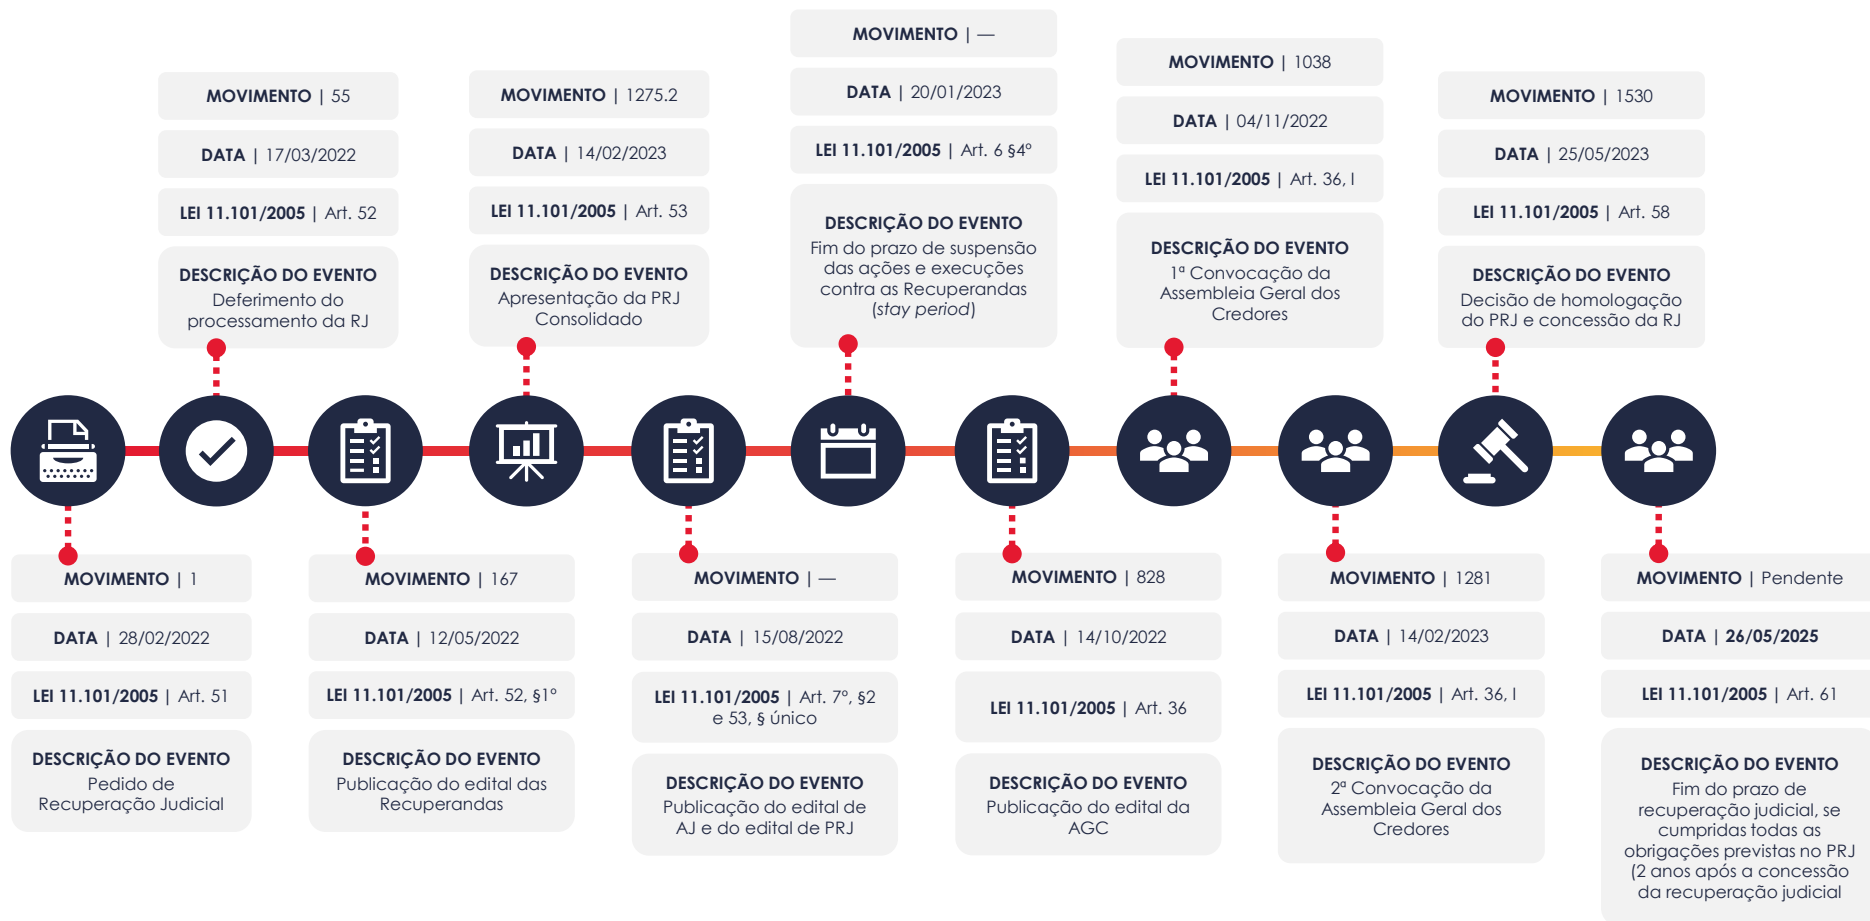 MOVIMENTO | 1
DATA | 28/02/2022
LEI 11.101/2005 | Art. 51
DESCRIÇÃO DO EVENTO
Pedido de
Recuperação Judicial
MOVIMENTO | 55
DATA | 17/03/2022
LEI 11.101/2005 | Art. 52
DESCRIÇÃO DO EVENTO
Deferimento do
processamento da RJ
MOVIMENTO | 167
DATA | 12/05/2022
LEI 11.101/2005 | Art. 52, §1º
DESCRIÇÃO DO EVENTO
Publicação do edital das
Recuperandas
MOVIMENTO | 1275.2
DATA | 14/02/2023
LEI 11.101/2005 | Art. 53
DESCRIÇÃO DO EVENTO
Apresentação da PRJ
Consolidado
MOVIMENTO | —
DATA | 15/08/2022
LEI 11.101/2005 | Art. 7º, §2
e 53, § único
DESCRIÇÃO DO EVENTO
Publicação do edital de
AJ e do edital de PRJ
MOVIMENTO | —
DATA | 20/01/2023
LEI 11.101/2005 | Art. 6 §4º
DESCRIÇÃO DO EVENTO
Fim do prazo de suspensão
das ações e execuções
contra as Recuperandas
(stay period)
MOVIMENTO | 828
DATA | 14/10/2022
LEI 11.101/2005 | Art. 36
DESCRIÇÃO DO EVENTO
Publicação do edital da
AGC
MOVIMENTO | 1038
DATA | 04/11/2022
LEI 11.101/2005 | Art. 36, I
DESCRIÇÃO DO EVENTO
1ª Convocação da
Assembleia Geral dos
Credores
MOVIMENTO | 1281
DATA | 14/02/2023
LEI 11.101/2005 | Art. 36, I
DESCRIÇÃO DO EVENTO
2ª Convocação da
Assembleia Geral dos
Credores
MOVIMENTO | 1530
DATA | 25/05/2023
LEI 11.101/2005 | Art. 58
DESCRIÇÃO DO EVENTO
Decisão de homologação
do PRJ e concessão da RJ
MOVIMENTO | Pendente
DATA | 26/05/2025
LEI 11.101/2005 | Art. 61
DESCRIÇÃO DO EVENTO
Fim do prazo de
recuperação judicial, se
cumpridas todas as
obrigações previstas no PRJ
(2 anos após a concessão
da recuperação judicial